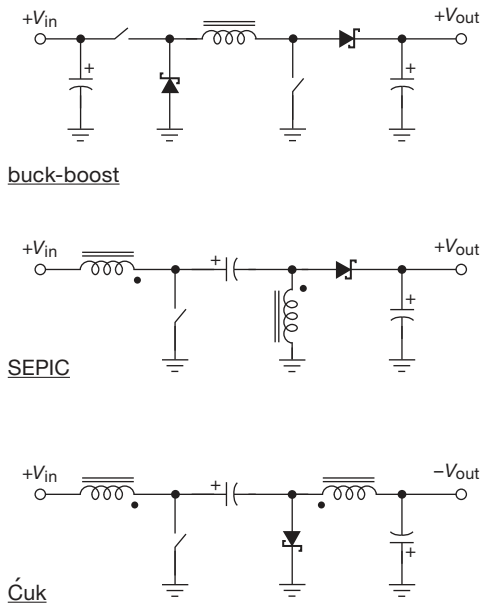 +Vin +Vout
+ +
buck-boost
+Vin + +Vout
+
SEPIC
+Vin + −Vout
+
Ćuk